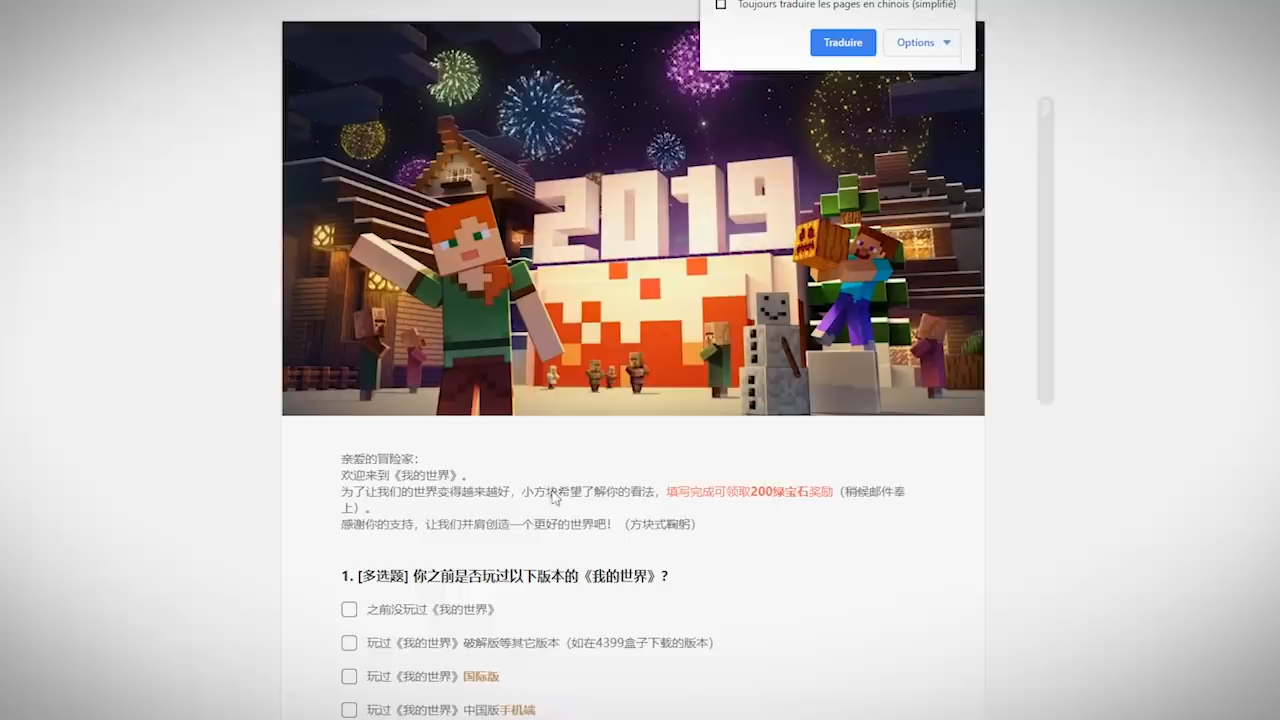 Toujours traduire les pages en chinois (simplifié)
Traduire
Options
2019
亲爱的冒险家：
欢迎来到《我的世界》。
为了让我们的世界变得越来越好，小方块希望了解你的看法，填写完成可领取200绿宝石奖励（稍候邮件奉
上）。
感谢你的支持，让我们并肩创造一个更好的世界吧！（方块式鞠躬）
1. [多选题] 你之前是否玩过以下版本的《我的世界》?
之前没玩过《我的世界》
玩过《我的世界》破解版等其它版本（如在4399盒子下载的版本）
玩过《我的世界》国际版
玩过《我的世界》中国版手机端